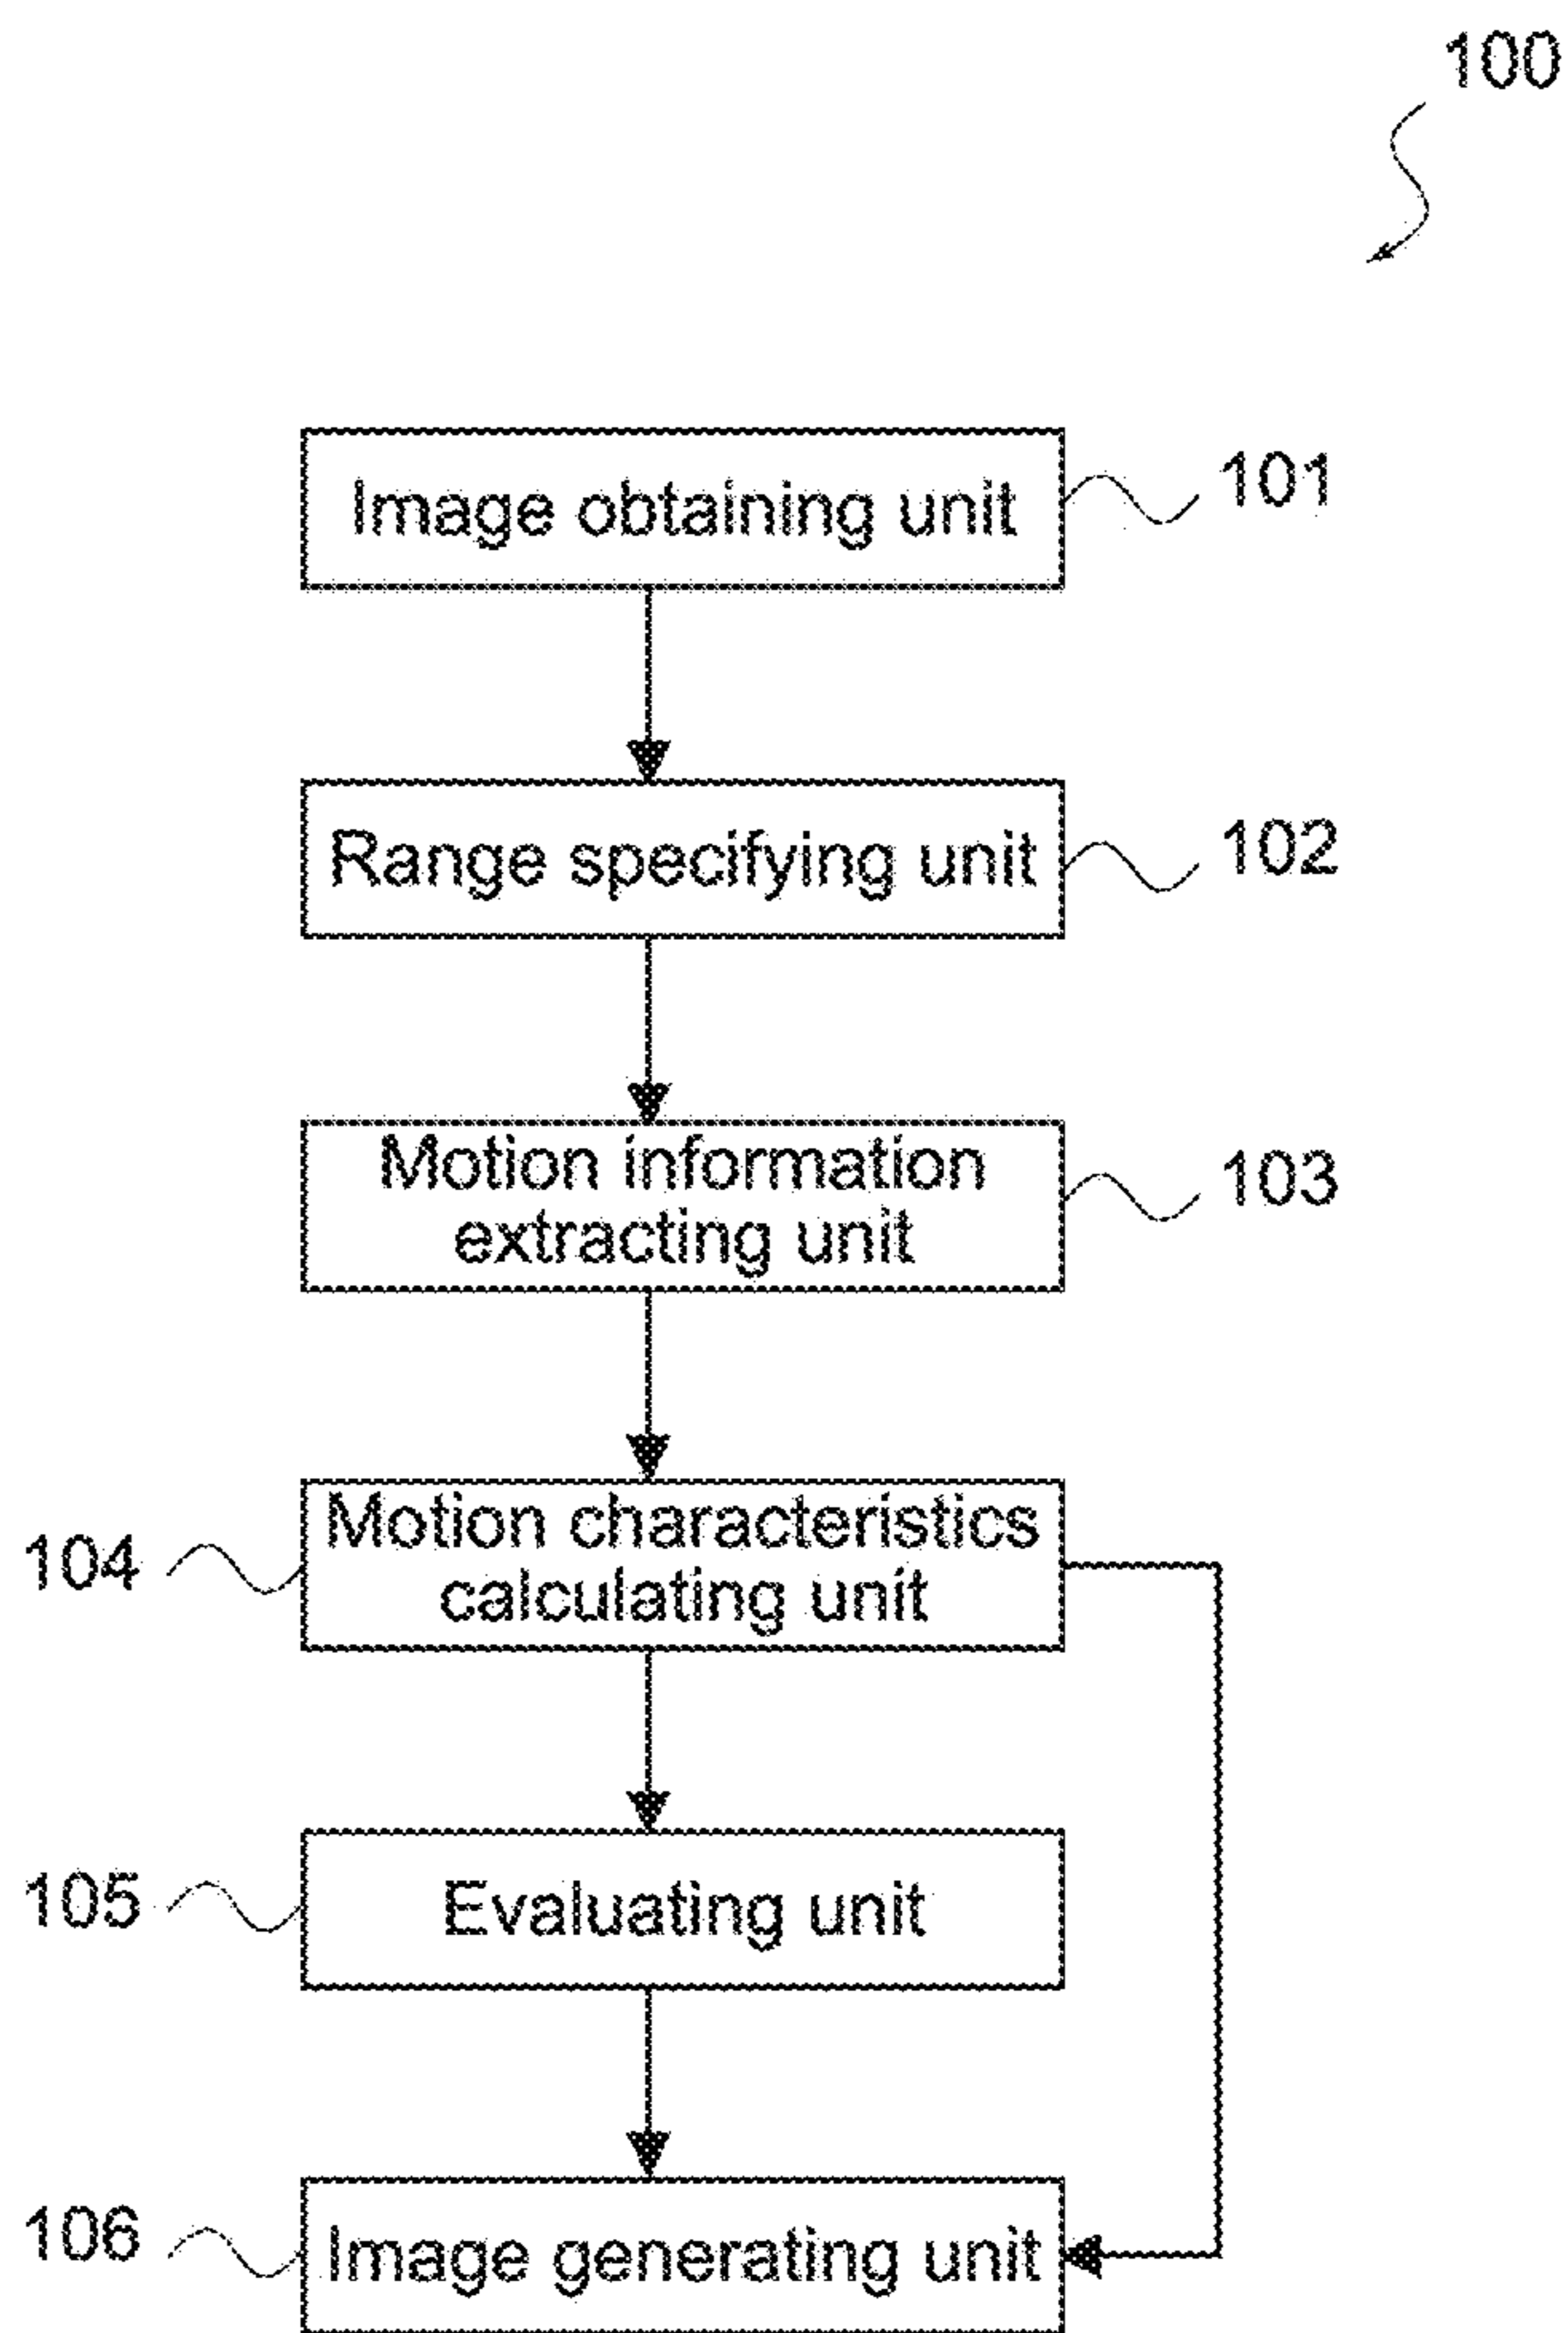 100
Image obtaining unit
101
Range specifying unit
102
Motion information
extracting unit
103
104
Motion characteristics
calculating unit
105
Evaluating unit
106
Image generating unit